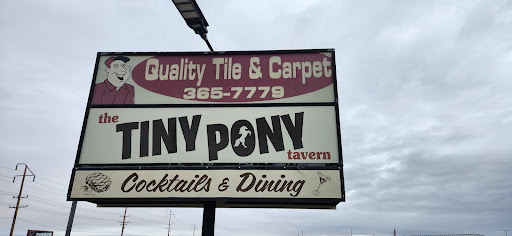 Quality Tile & Carpet
365-7779
the
TINY PONY
tavern
Cocktails & Dining